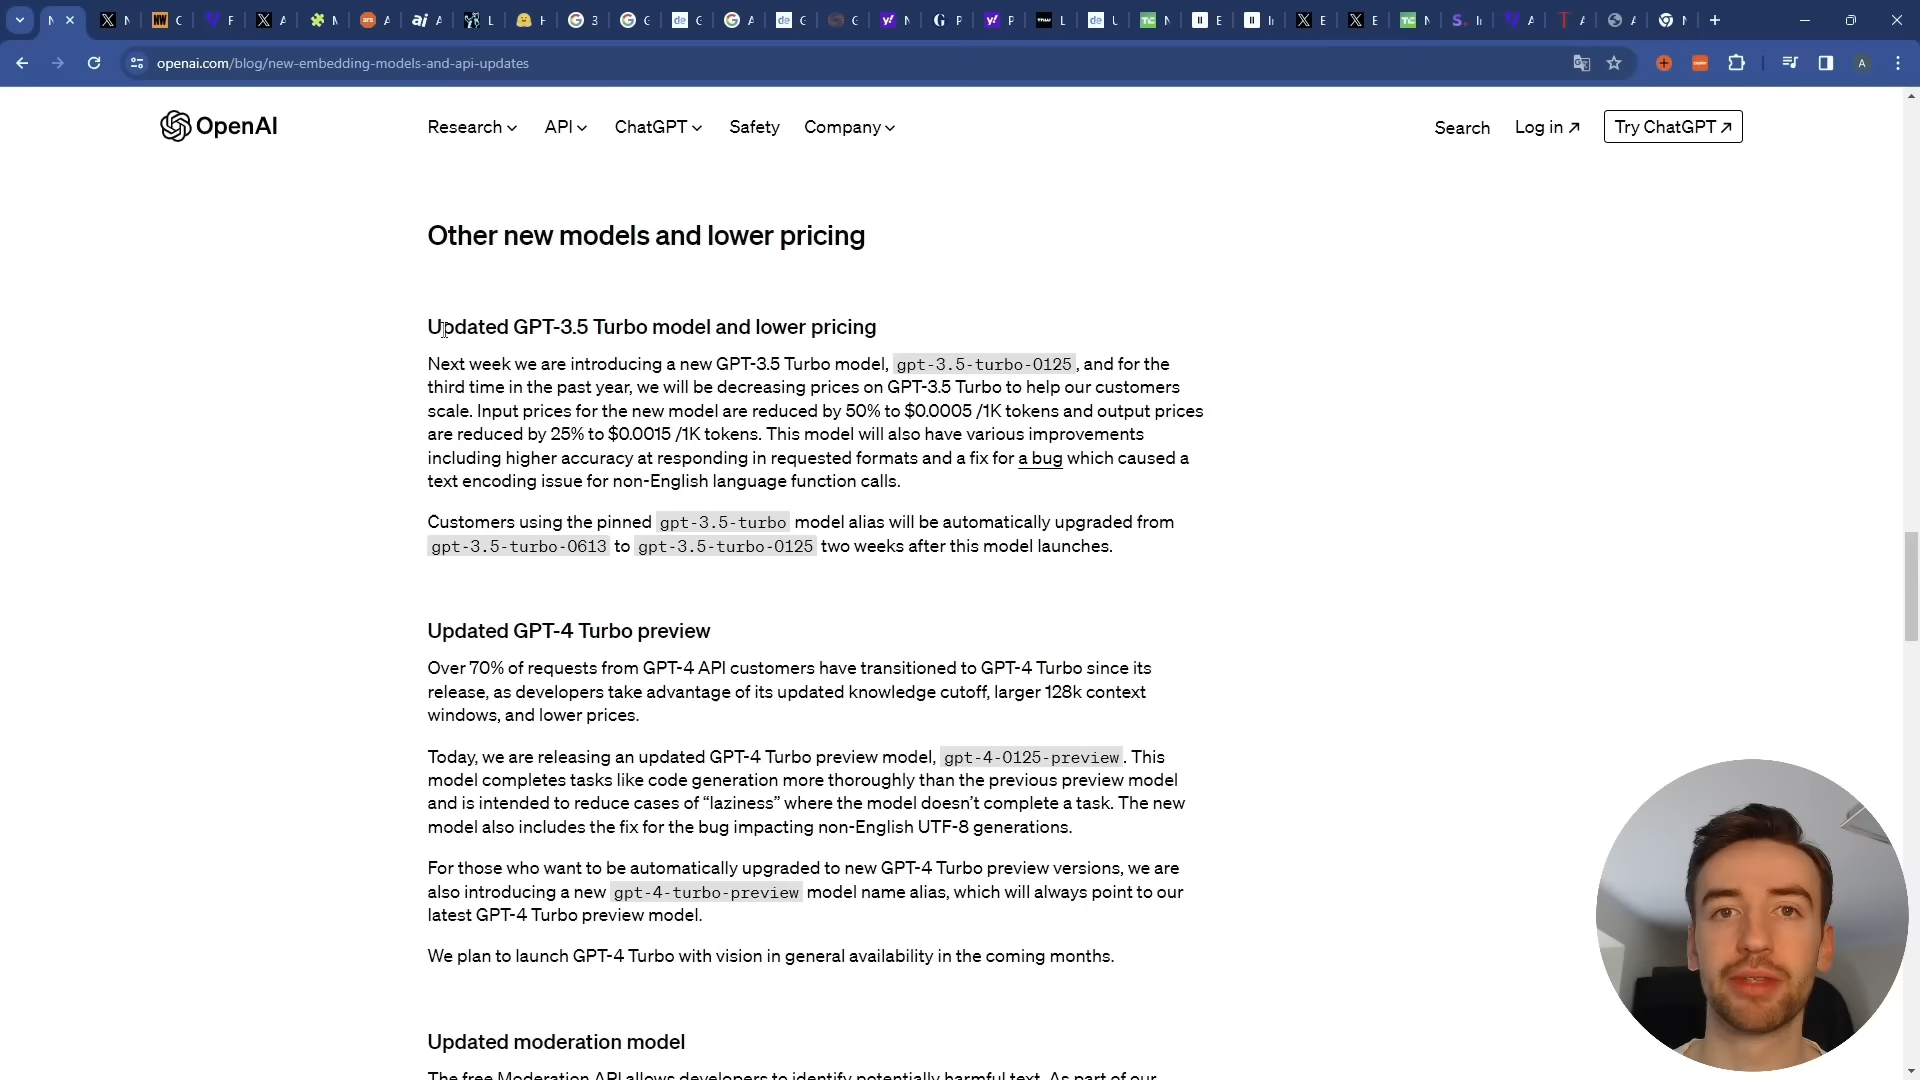 openai.com/blog/new-embedding-models-and-api-updates
OpenAI
Research
API
ChatGPT
Safety
Company
Search
Log in ↗
Try ChatGPT ↗
Other new models and lower pricing
Updated GPT-3.5 Turbo model and lower pricing
Next week we are introducing a new GPT-3.5 Turbo model, gpt-3.5-turbo-0125, and for the
third time in the past year, we will be decreasing prices on GPT-3.5 Turbo to help our customers
scale. Input prices for the new model are reduced by 50% to $0.0005 /1K tokens and output prices
are reduced by 25% to $0.0015 /1K tokens. This model will also have various improvements
including higher accuracy at responding in requested formats and a fix for a bug which caused a
text encoding issue for non-English language function calls.
Customers using the pinned gpt-3.5-turbo model alias will be automatically upgraded from
gpt-3.5-turbo-0613 to gpt-3.5-turbo-0125 two weeks after this model launches.
Updated GPT-4 Turbo preview
Over 70% of requests from GPT-4 API customers have transitioned to GPT-4 Turbo since its
release, as developers take advantage of its updated knowledge cutoff, larger 128k context
windows, and lower prices.
Today, we are releasing an updated GPT-4 Turbo preview model, gpt-4-0125-preview. This
model completes tasks like code generation more thoroughly than the previous preview model
and is intended to reduce cases of “laziness” where the model doesn’t complete a task. The new
model also includes the fix for the bug impacting non-English UTF-8 generations.
For those who want to be automatically upgraded to new GPT-4 Turbo preview versions, we are
also introducing a new gpt-4-turbo-preview model name alias, which will always point to our
latest GPT-4 Turbo preview model.
We plan to launch GPT-4 Turbo with vision in general availability in the coming months.
Updated moderation model
The free Moderation API allows developers to identify potentially harmful text. As part of our